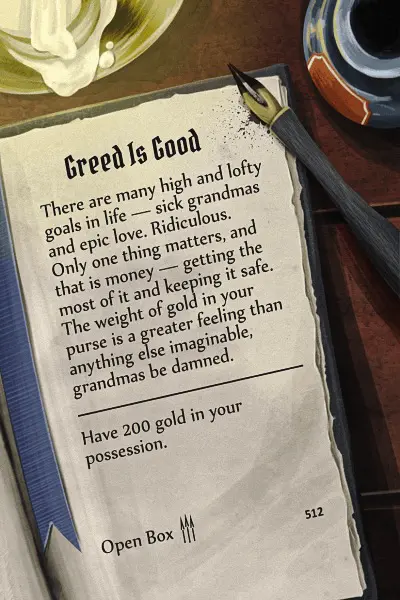 Greed Is Good
There are many high and lofty
goals in life — sick grandmas
and epic love. Ridiculous.
Only one thing matters, and
that is money — getting the
most of it and keeping it safe.
The weight of gold in your
purse is a greater feeling than
anything else imaginable,
grandmas be damned.
Have 200 gold in your
possession.
Open Box
512